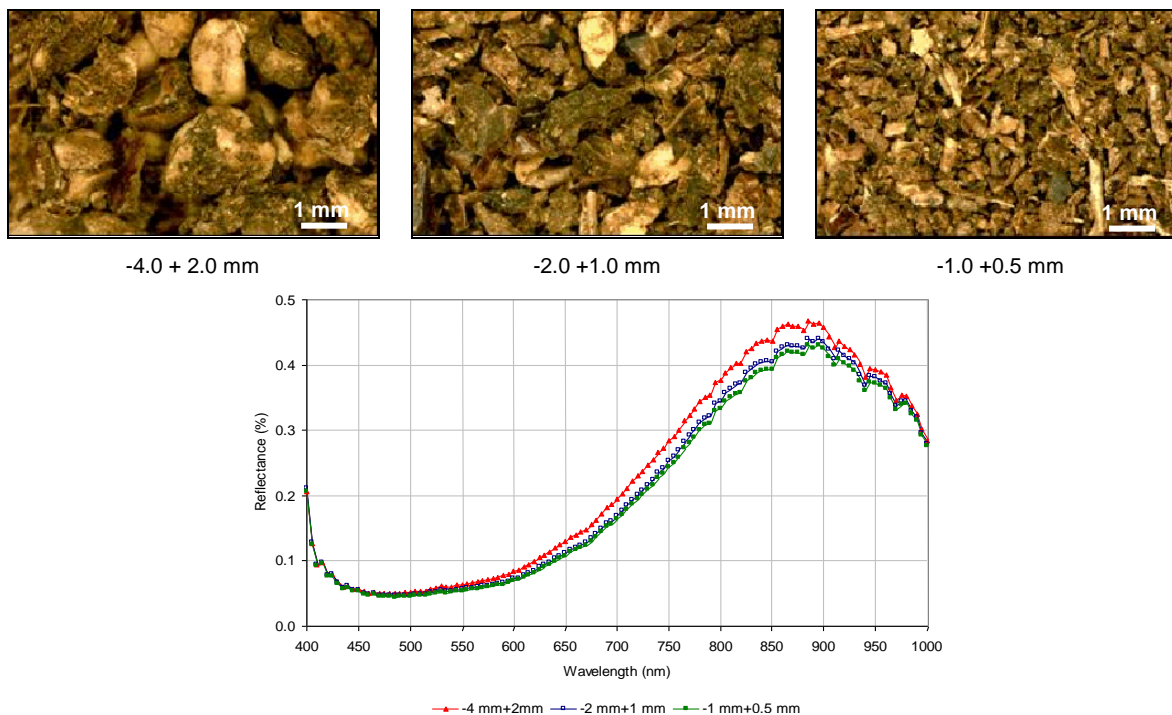 1 mm
1 mm
1 mm
-4.0 + 2.0 mm
-2.0 +1.0 mm
-1.0 +0.5 mm
0.5
0.4
0.3
0.2
0.1
0.0
Reflectance (%)
400 450 500 550 600 650 700 750 800 850 900 950 1000
Wavelength (nm)
-4 mm+2mm -2 mm+1 mm -1 mm+0.5 mm